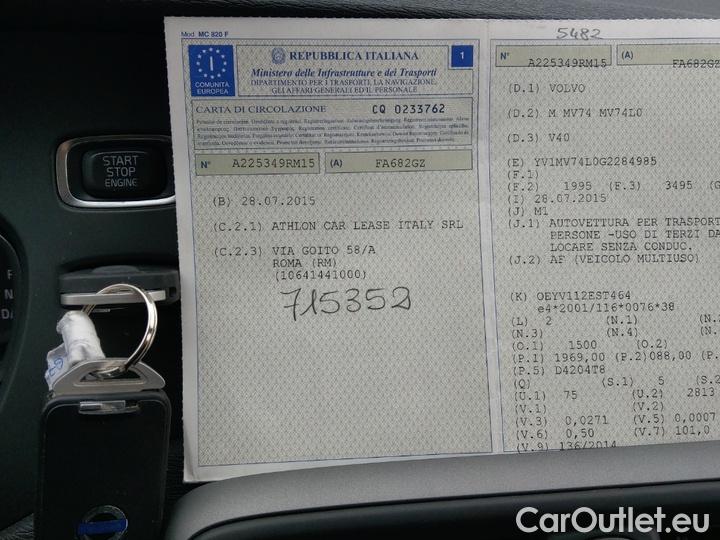 5482
Mod. MC 820 F
I
COMUNITÀ
EUROPEA
REPUBBLICA ITALIANA
1
Ministero delle Infrastrutture e dei Trasporti
DIPARTIMENTO PER I TRASPORTI, LA NAVIGAZIONE,
GLI AFFARI GENERALI ED IL PERSONALE
CARTA DI CIRCOLAZIONE CQ 0233762
N° A225349RM15 (A) FA682GZ
(B) 28.07.2015
(C.2.1) ATHLON CAR LEASE ITALY SRL
(C.2.3) VIA GOITO 58/A
ROMA (RM)
(10641441000)
715352
N° A225349RM15 (A) FA682GZ
(D.1) VOLVO
(D.2) M MV74 MV74L0
(D.3) V40
(E) YV1MV74L0G2284985
(F.1)
(F.2) 1995 (F.3) 3495 (G
(I) 28.07.2015
(J) M1
(J.1) AUTOVETTURA PER TRASPORT
PERSONE -USO DI TERZI DA
LOCARE SENZA CONDUC.
(J.2) AF (VEICOLO MULTIUSO)
(K) OEYV112EST464
e4*2001/116*0076*38
(L) 2 (N.1) (N.2
(N.3) (N.4) (N.
(O.1) 1500 (O.2)
(P.1) 1969,00 (P.2)088,00 (P.
(P.5) D4204T8
(Q) (S.1) 5 (S.2
(U.1) 75 (U.2) 2813
(V.1) (V.2)
(V.3) 0,0271 (V.5) 0,0007
(V.6) 0,50 (V.7) 101,0
(V.9) 136/2014
START
STOP
ENGINE
CarOutlet.eu